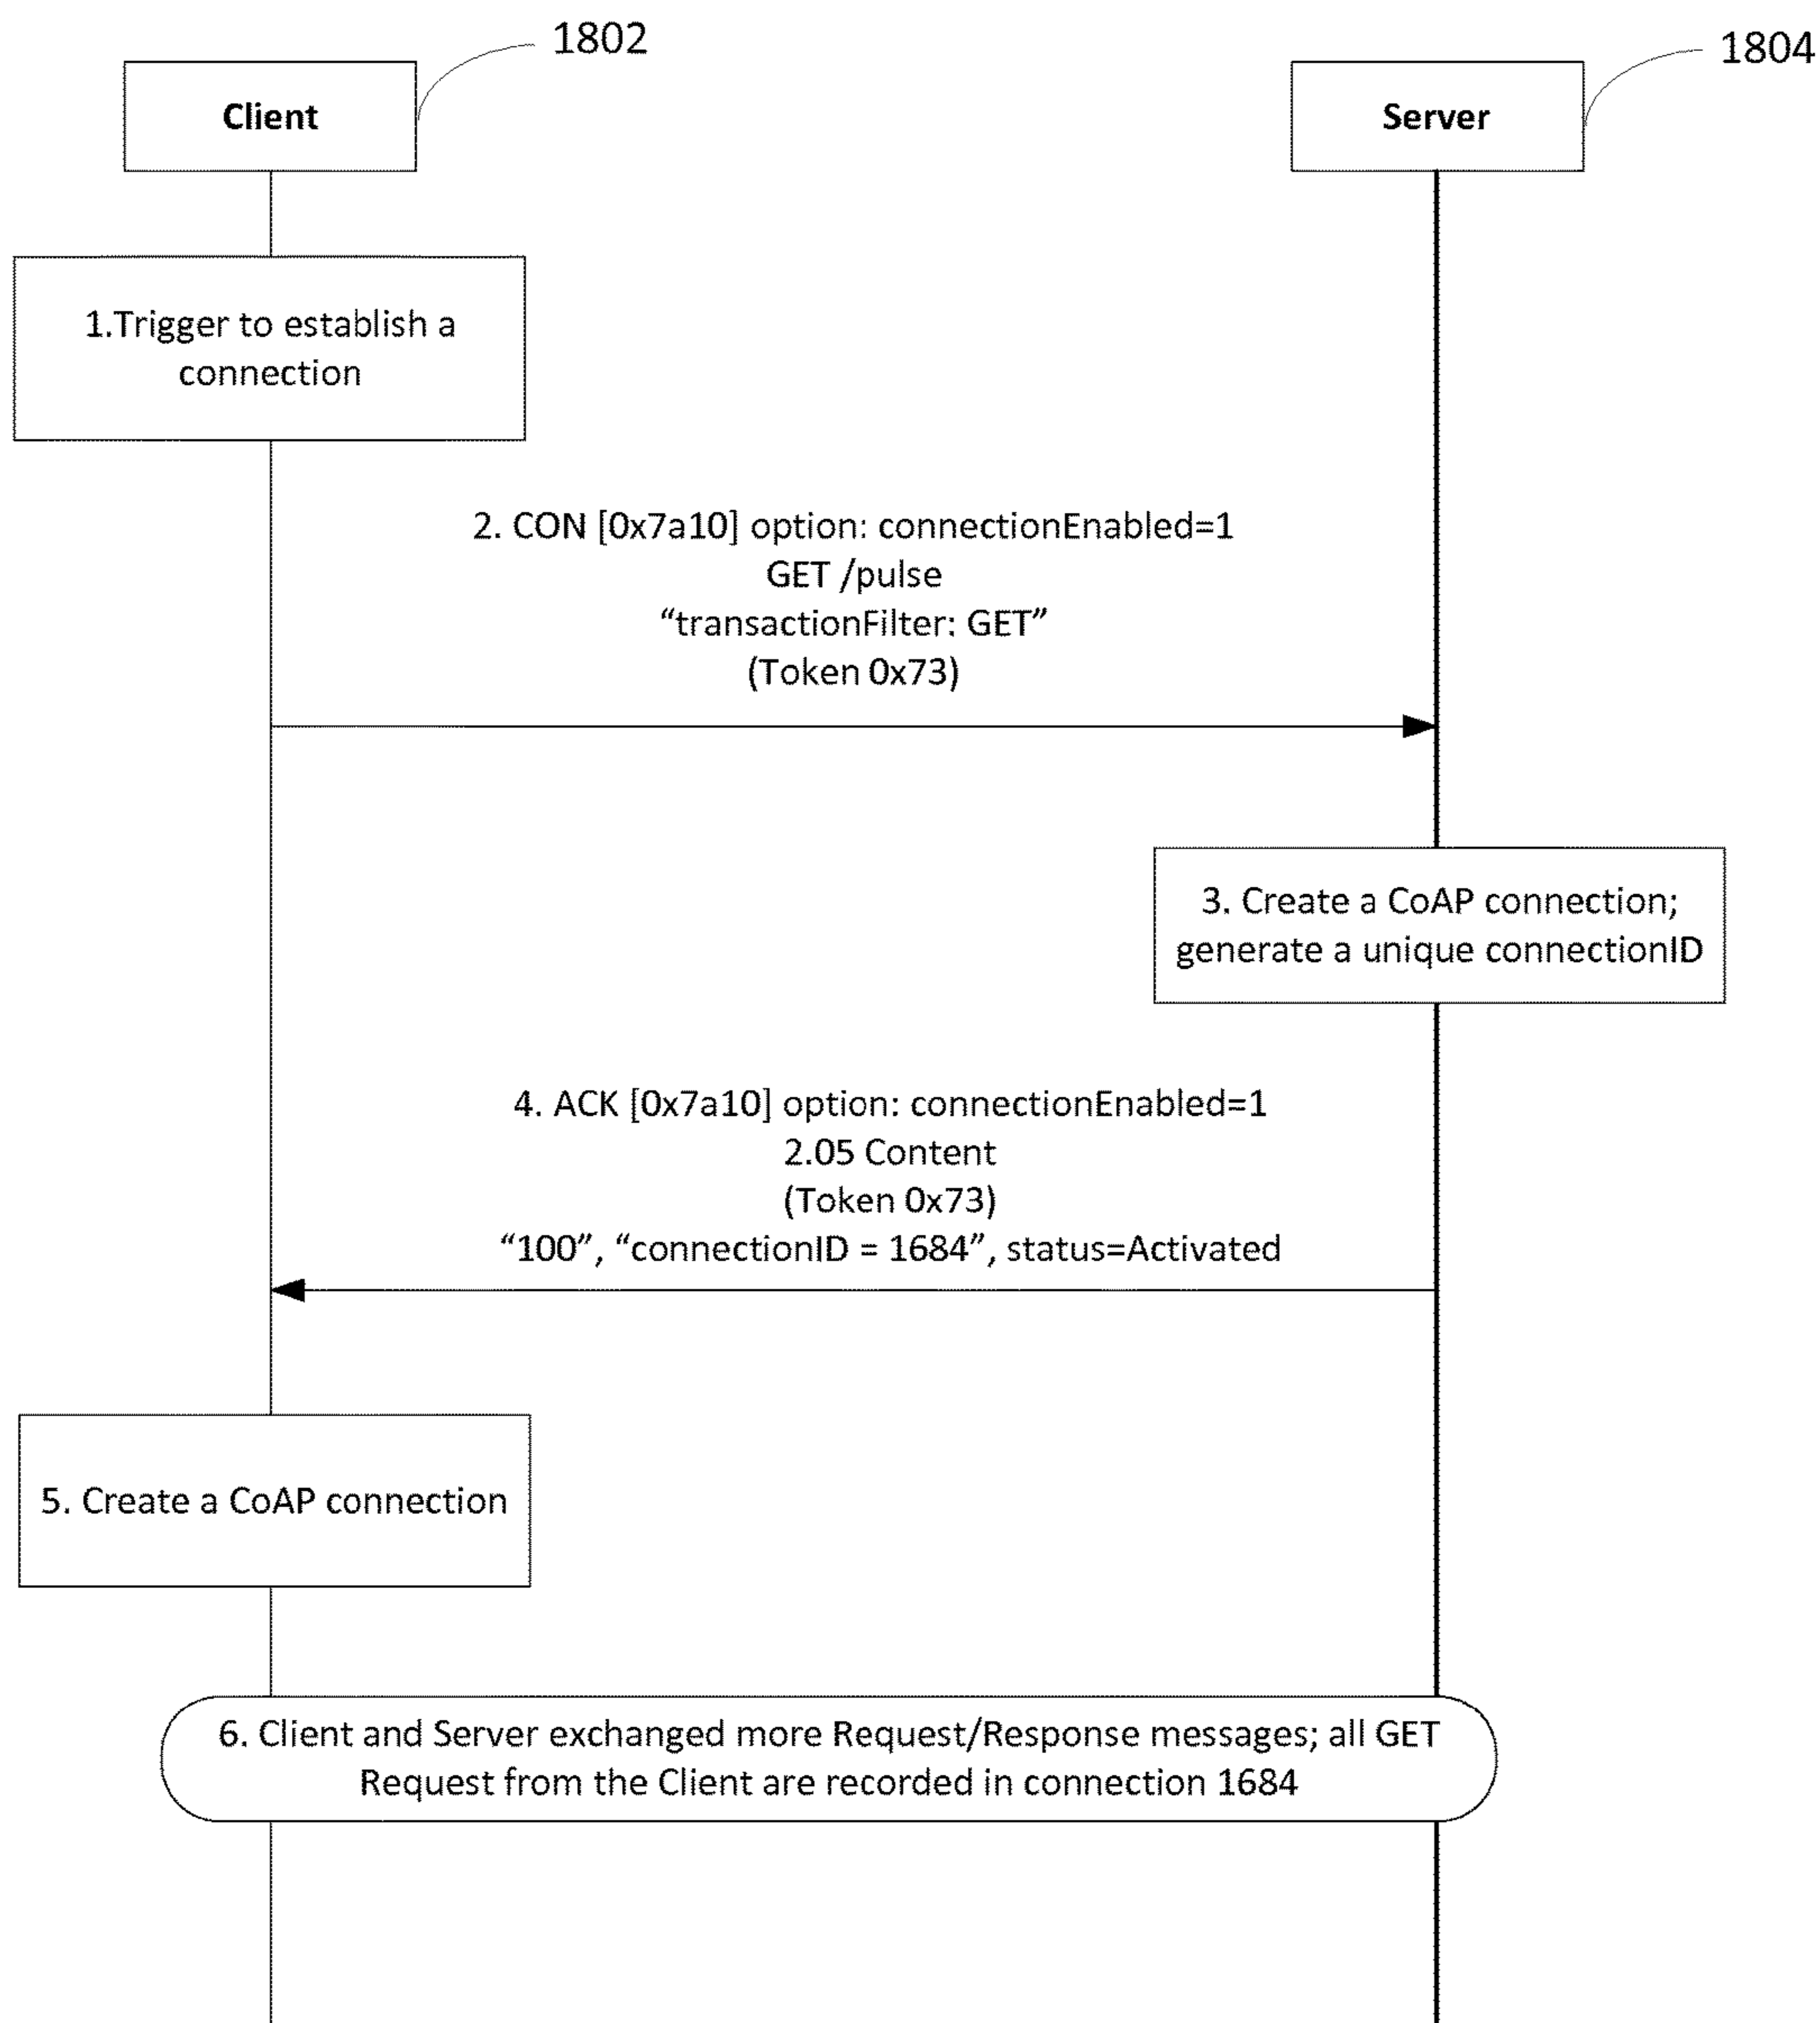 1802
1804
Client
Server
1.Trigger to establish a
connection
2. CON [0x7a10] option: connectionEnabled=1
GET /pulse
“transactionFilter: GET”
(Token 0x73)
3. Create a CoAP connection;
generate a unique connectionID
4. ACK [0x7a10] option: connectionEnabled=1
2.05 Content
(Token 0x73)
“100”, “connectionID = 1684”, status=Activated
5. Create a CoAP connection
6. Client and Server exchanged more Request/Response messages; all GET
Request from the Client are recorded in connection 1684